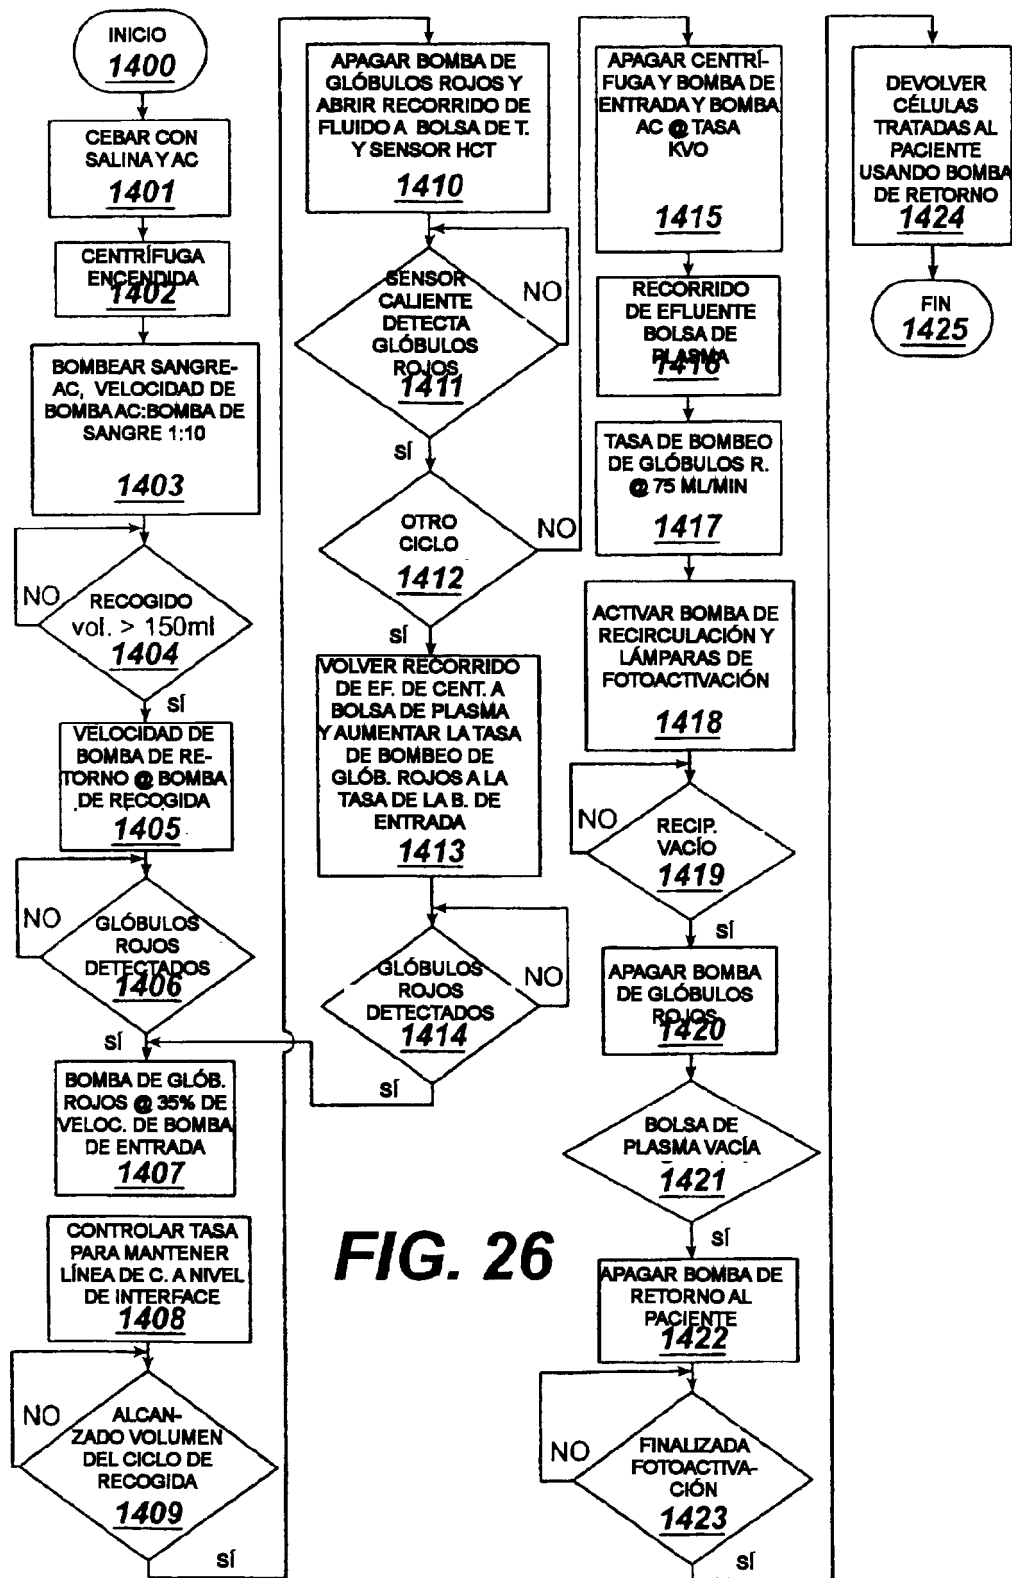 INICIO
1400
CEBAR CON
SALINA Y AC
1401
CENTRÍFUGA
ENCENDIDA
1402
BOMBEAR SANGRE-
AC, VELOCIDAD DE
BOMBA AC:BOMBA DE
SANGRE 1:10
1403
NO
RECOGIDO
vol. > 150ml
1404
SÍ
VELOCIDAD DE
BOMBA DE RE-
TORNO @ BOMBA
DE RECOGIDA
1405
NO
GLÓBULOS
ROJOS
DETECTADOS
1406
SÍ
BOMBA DE GLÓB.
ROJOS @ 35% DE
VELOC. DE BOMBA
DE ENTRADA
1407
CONTROLAR TASA
PARA MANTENER
LÍNEA DE C. A NIVEL
DE INTERFACE
1408
NO
ALCAN-
ZADO VOLUMEN
DEL CICLO DE
RECOGIDA
1409
SÍ
APAGAR BOMBA DE
GLÓBULOS ROJOS Y
ABRIR RECORRIDO DE
FLUIDO A BOLSA DE T.
Y SENSOR HCT
1410
SENSOR
CALIENTE
DETECTA
GLÓBULOS
ROJOS
1411
NO
SÍ
OTRO
CICLO
1412
NO
SÍ
VOLVER RECORRIDO
DE EF. DE CENT. A
BOLSA DE PLASMA
Y AUMENTAR LA TASA
DE BOMBEO DE
GLÓB. ROJOS A LA
TASA DE LA B. DE
ENTRADA
1413
GLÓBULOS
ROJOS
DETECTADOS
1414
NO
SÍ
APAGAR CENTRÍ-
FUGA Y BOMBA DE
ENTRADA Y BOMBA
AC @ TASA
KVO
1415
RECORRIDO
DE EFLUENTE
BOLSA DE
PLASMA
1416
TASA DE BOMBEO
DE GLÓBULOS R.
@ 75 ML/MIN
1417
ACTIVAR BOMBA DE
RECIRCULACIÓN Y
LÁMPARAS DE
FOTOACTIVACIÓN
1418
NO
RECIP.
VACÍO
1419
SÍ
APAGAR BOMBA
DE GLÓBULOS
ROJOS
1420
BOLSA DE
PLASMA VACÍA
1421
SÍ
APAGAR BOMBA DE
RETORNO AL
PACIENTE
1422
NO
FINALIZADA
FOTOACTIVA-
CIÓN
1423
SÍ
DEVOLVER
CÉLULAS
TRATADAS AL
PACIENTE
USANDO BOMBA
DE RETORNO
1424
FIN
1425
FIG. 26